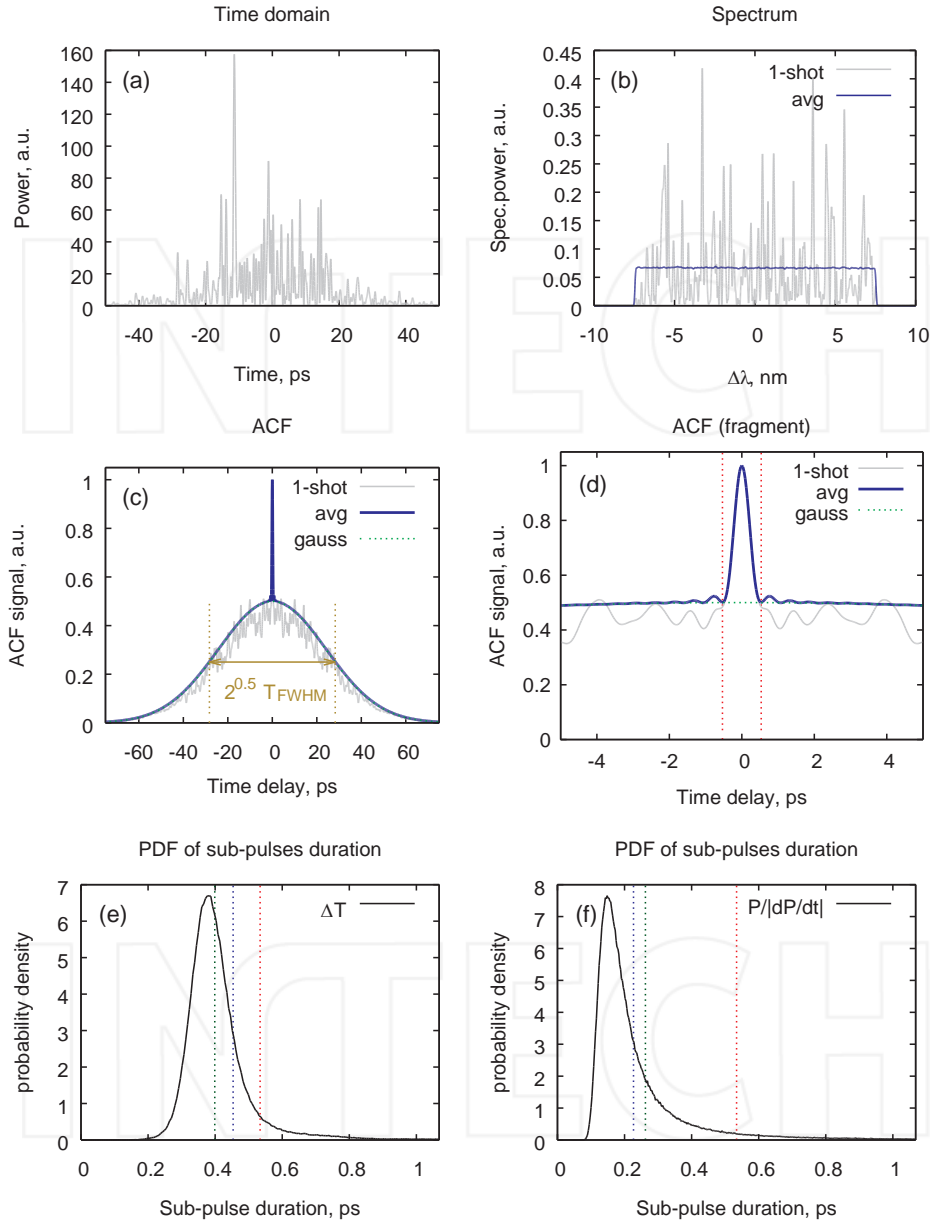 Time domain
Spectrum
160
140
120
100
80
60
40
20
0
Power, a.u.
(a)
-40
-20
0
20
40
Time, ps
0.45
0.4
0.35
0.3
0.25
0.2
0.15
0.1
0.05
0
Spec.power, a.u.
(b)
1-shot
avg
-10
-5
0
5
10
Δλ, nm
INTECH
ACF
ACF (fragment)
1
0.8
0.6
0.4
0.2
0
ACF signal, a.u.
(c)
1-shot
avg
gauss
2^0.5 T_FWHM
-60
-40
-20
0
20
40
60
Time delay, ps
1
0.8
0.6
0.4
0.2
0
ACF signal, a.u.
(d)
1-shot
avg
gauss
-4
-2
0
2
4
Time delay, ps
PDF of sub-pulses duration
PDF of sub-pulses duration
7
6
5
4
3
2
1
0
probability density
(e)
ΔT
0
0.2
0.4
0.6
0.8
1
Sub-pulse duration, ps
8
7
6
5
4
3
2
1
0
probability density
(f)
P/|dP/dt|
0
0.2
0.4
0.6
0.8
1
Sub-pulse duration, ps
INTECH